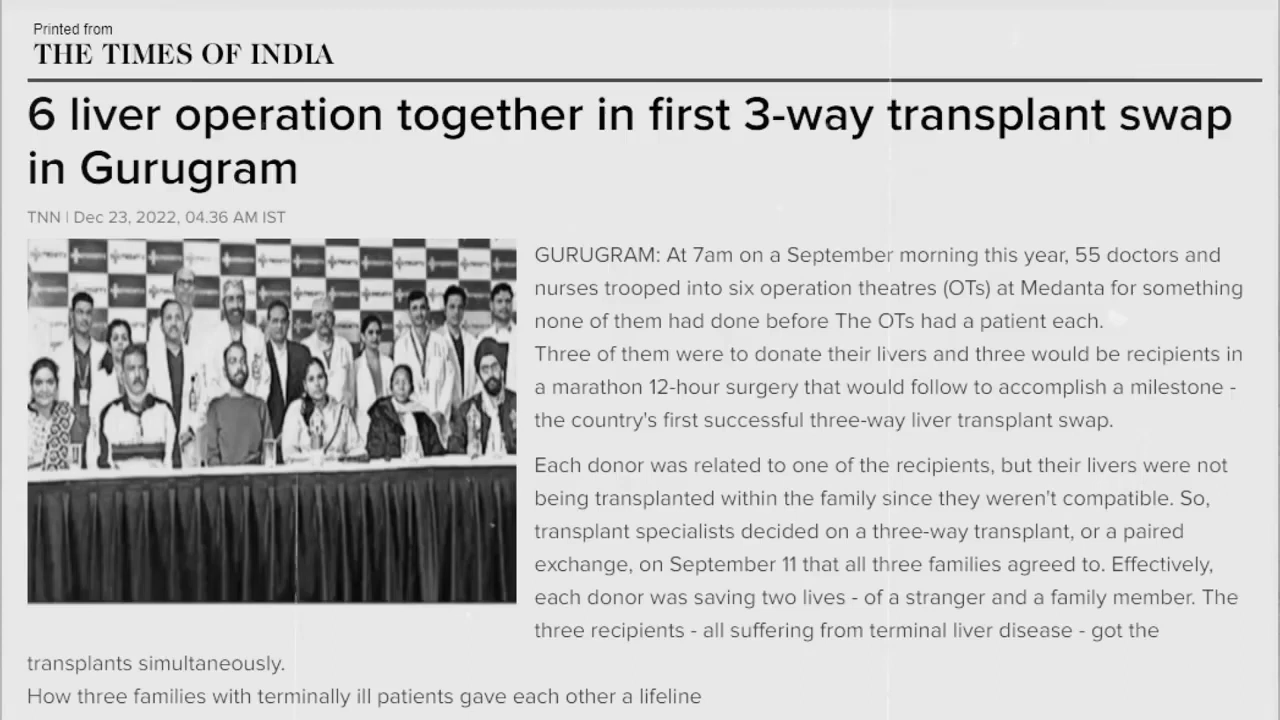 Printed from
THE TIMES OF INDIA
6 liver operation together in first 3-way transplant swap
in Gurugram
TNN | Dec 23, 2022, 04.36 AM IST
GURUGRAM: At 7am on a September morning this year, 55 doctors and
nurses trooped into six operation theatres (OTs) at Medanta for something
none of them had done before The OTs had a patient each.
Three of them were to donate their livers and three would be recipients in
a marathon 12-hour surgery that would follow to accomplish a milestone -
the country's first successful three-way liver transplant swap.
Each donor was related to one of the recipients, but their livers were not
being transplanted within the family since they weren't compatible. So,
transplant specialists decided on a three-way transplant, or a paired
exchange, on September 11 that all three families agreed to. Effectively,
each donor was saving two lives - of a stranger and a family member. The
three recipients - all suffering from terminal liver disease - got the
transplants simultaneously.
How three families with terminally ill patients gave each other a lifeline